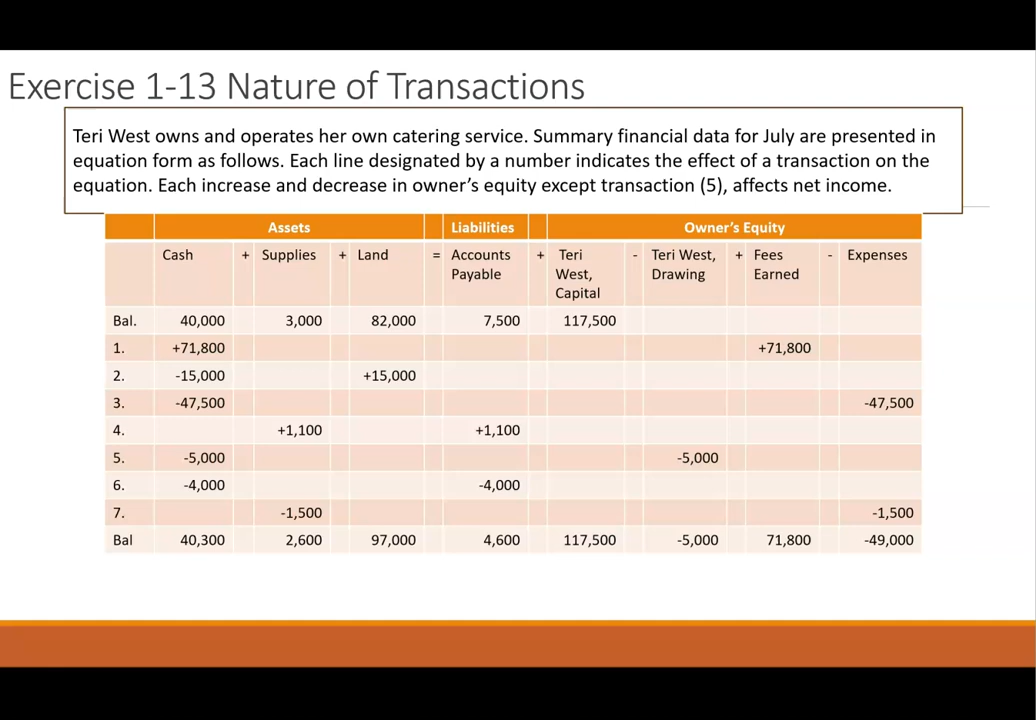 Exercise 1-13 Nature of Transactions
Teri West owns and operates her own catering service. Summary financial data for July are presented in
equation form as follows. Each line designated by a number indicates the effect of a transaction on the
equation. Each increase and decrease in owner's equity except transaction (5), affects net income.
Assets Liabilities Owner's Equity
Cash + Supplies + Land = Accounts Payable + Teri West, Capital - Teri West, Drawing + Fees Earned - Expenses
Bal. 40,000 3,000 82,000 7,500 117,500
1. +71,800 +71,800
2. -15,000 +15,000
3. -47,500 -47,500
4. +1,100 +1,100
5. -5,000 -5,000
6. -4,000 -4,000
7. -1,500 -1,500
Bal 40,300 2,600 97,000 4,600 117,500 -5,000 71,800 -49,000